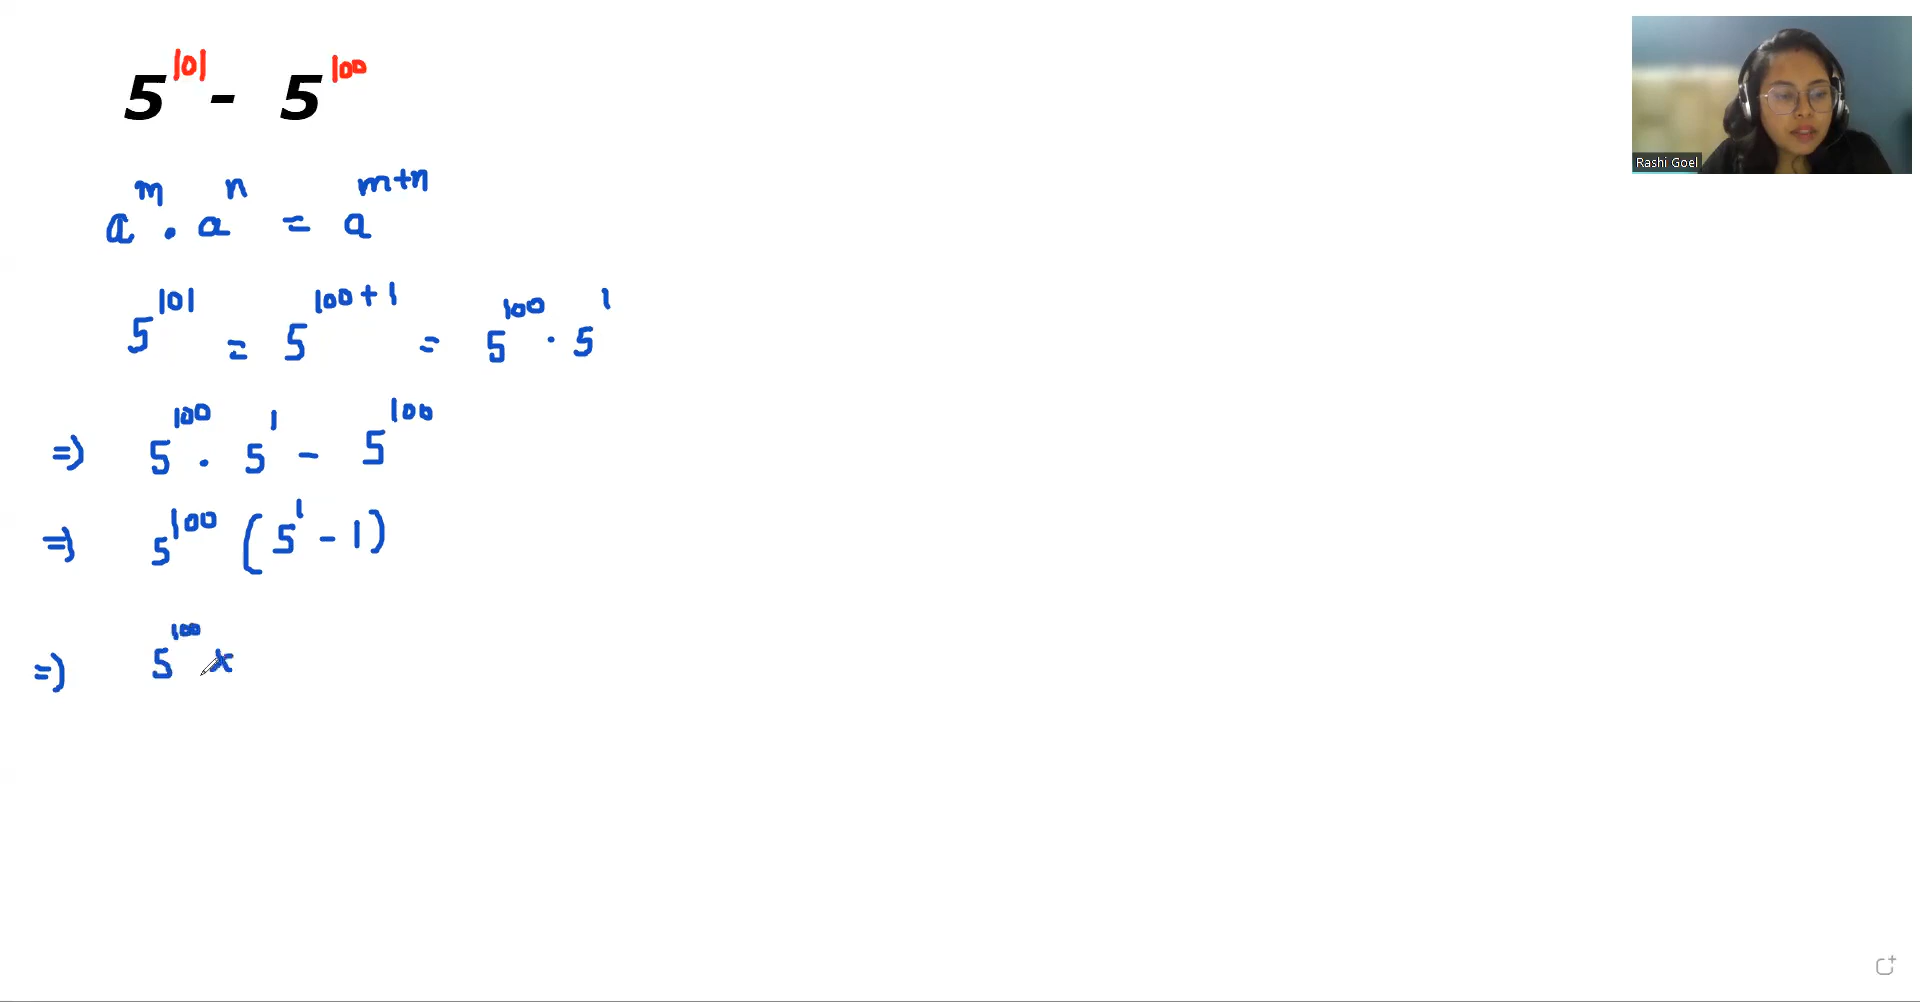 5^101 - 5^100
a^m . a^n = a^m+n
5^101 = 5^100+1 = 5^100 . 5^1
=> 5^100 . 5^1 - 5^100
=> 5^100 (5^1 - 1)
=> 5^100 x
Rashi Goel